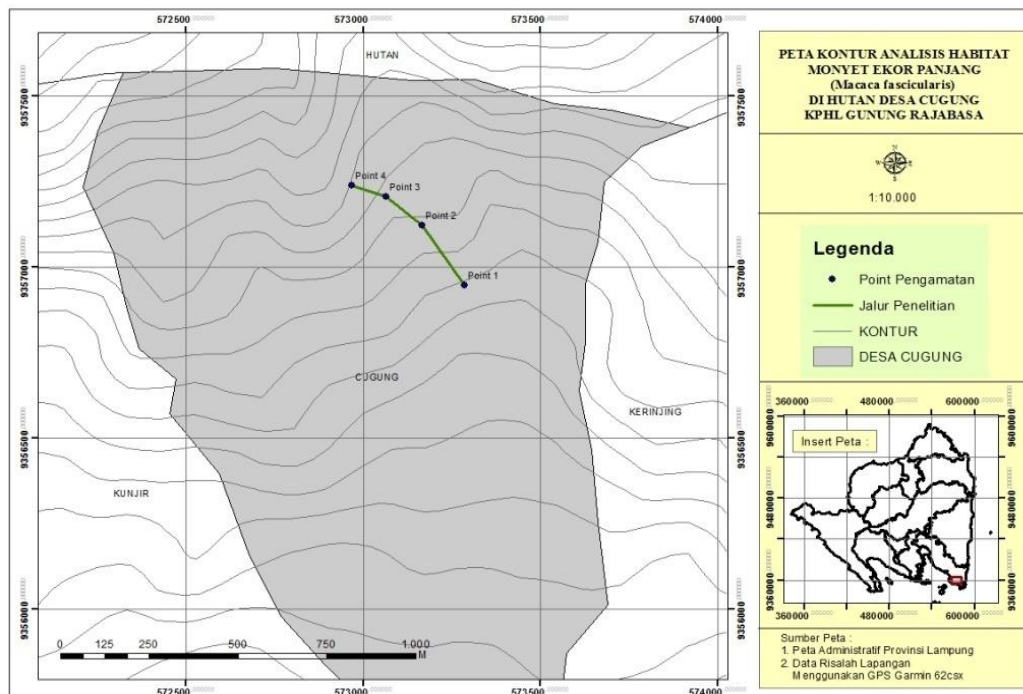 572500
573000
573500
574000
HUTAN
9357500
9357500
Point 4
Point 3
Point 2
Point 1
9357000
9357000
CUGUNG
KERINJING
9356500
9356500
KUNJIR
9356000
9356000
0 125 250 500 750 1.000
M
572500
573000
573500
574000
PETA KONTUR ANALISIS HABITAT
MONYET EKOR PANJANG
(Macaca fascicularis)
DI HUTAN DESA CUGUNG
KPHL GUNUNG RAJABASA
N
W E
S
1:10.000
Legenda
Point Pengamatan
Jalur Penelitian
KONTUR
DESA CUGUNG
360000
480000
600000
Insert Peta :
9600000
9600000
9480000
9480000
9360000
9360000
360000
480000
600000
Sumber Peta :
1. Peta Administratif Provinsi Lampung
2. Data Risalah Lapangan
Menggunakan GPS Garmin 62csx